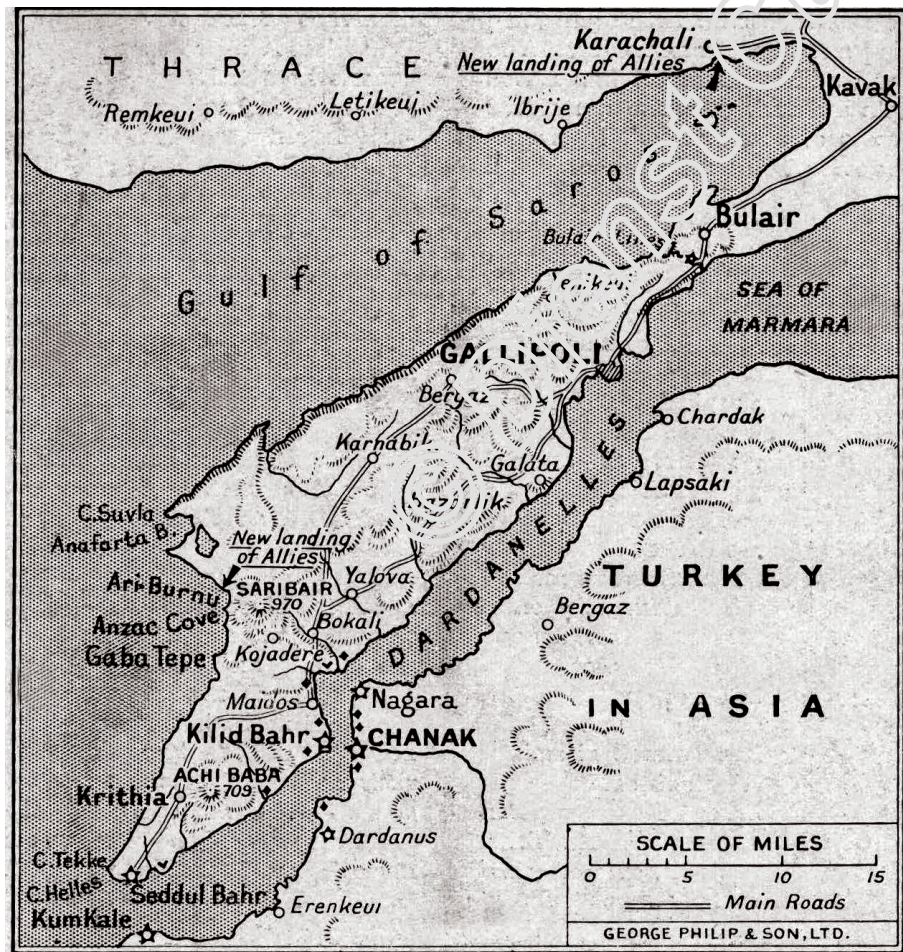 Karachali
New landing of Allies
THRACE
Kavak
Remkeui
Letikeui
Ibrije
Gulf of Saros
Bulair
SEA OF
MARMARA
GALLIPOLI
Bergaz
Chardak
Karnabil
Galata
Lapsaki
DARDANELLES
C.Suvla
Anafarta B.
New landing
of Allies
Ari-Burnu
SARIBAIR
970
Yalova
TURKEY
Anzac Cove
Bokali
Bergaz
Gaba Tepe
Kojadere
Maidos
Nagara
IN ASIA
Kilid Bahr
CHANAK
ACHI BABA
709
Krithia
Dardanus
SCALE OF MILES
0 5 10 15
Main Roads
GEORGE PHILIP & SON, LTD.
C.Tekke
C.Helles
Seddul Bahr
Kum Kale
Erenkeui